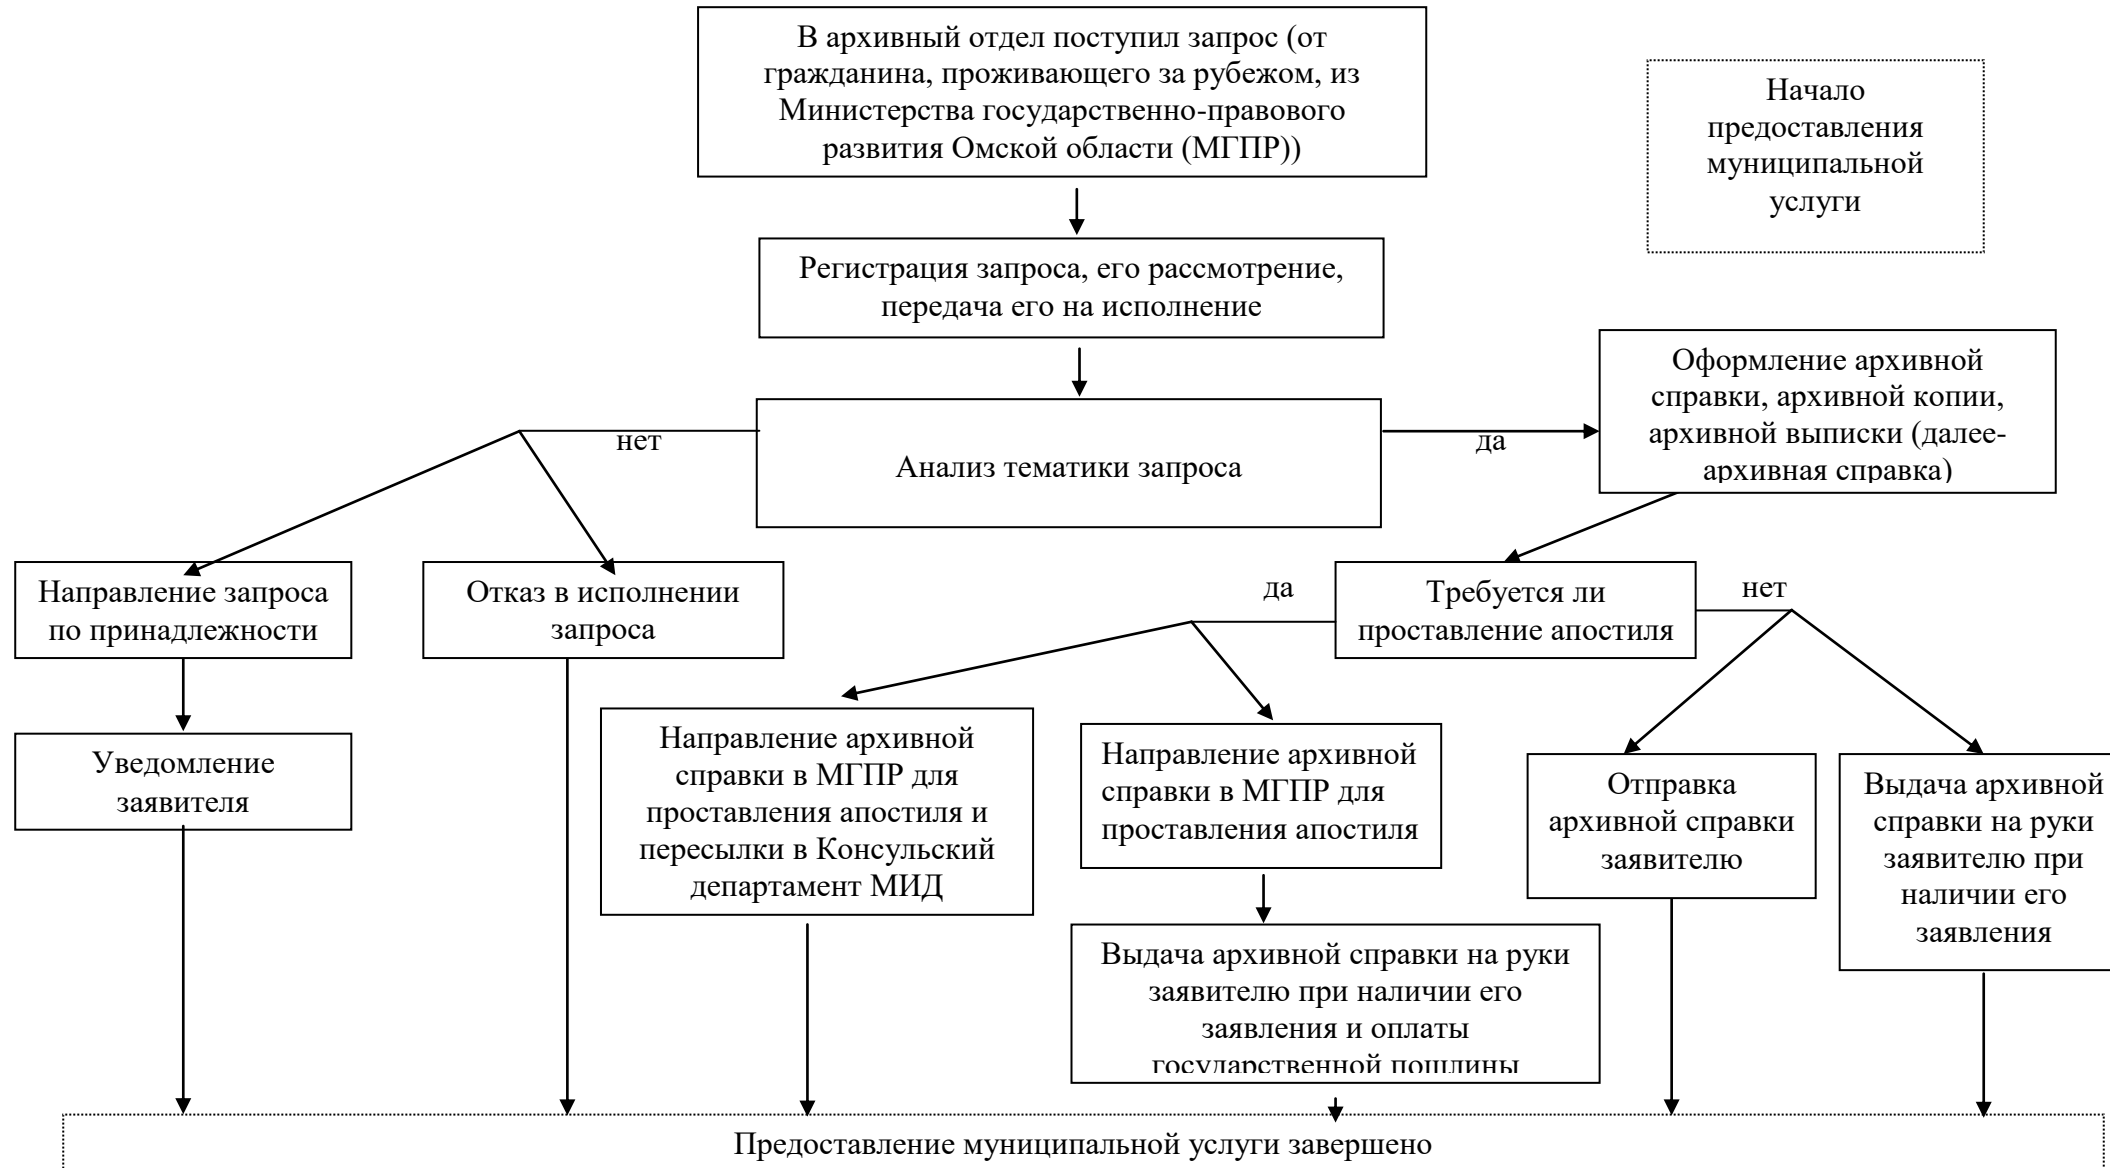 В архивный отдел поступил запрос (от
гражданина, проживающего за рубежом, из
Министерства государственно-правового
развития Омской области (МГПР))
Начало
предоставления
муниципальной
услуги
Регистрация запроса, его рассмотрение,
передача его на исполнение
нет
Анализ тематики запроса
да
Оформление архивной
справки, архивной копии,
архивной выписки (далее-
архивная справка)
Направление запроса
по принадлежности
Отказ в исполнении
запроса
да
Требуется ли
проставление апостиля
нет
Уведомление
заявителя
Направление архивной
справки в МГПР для
проставления апостиля и
пересылки в Консульский
департамент МИД
Направление архивной
справки в МГПР для
проставления апостиля
Отправка
архивной справки
заявителю
Выдача архивной
справки на руки
заявителю при
наличии его
заявления
Выдача архивной справки на руки
заявителю при наличии его
заявления и оплаты
государственной пошлины
Предоставление муниципальной услуги завершено